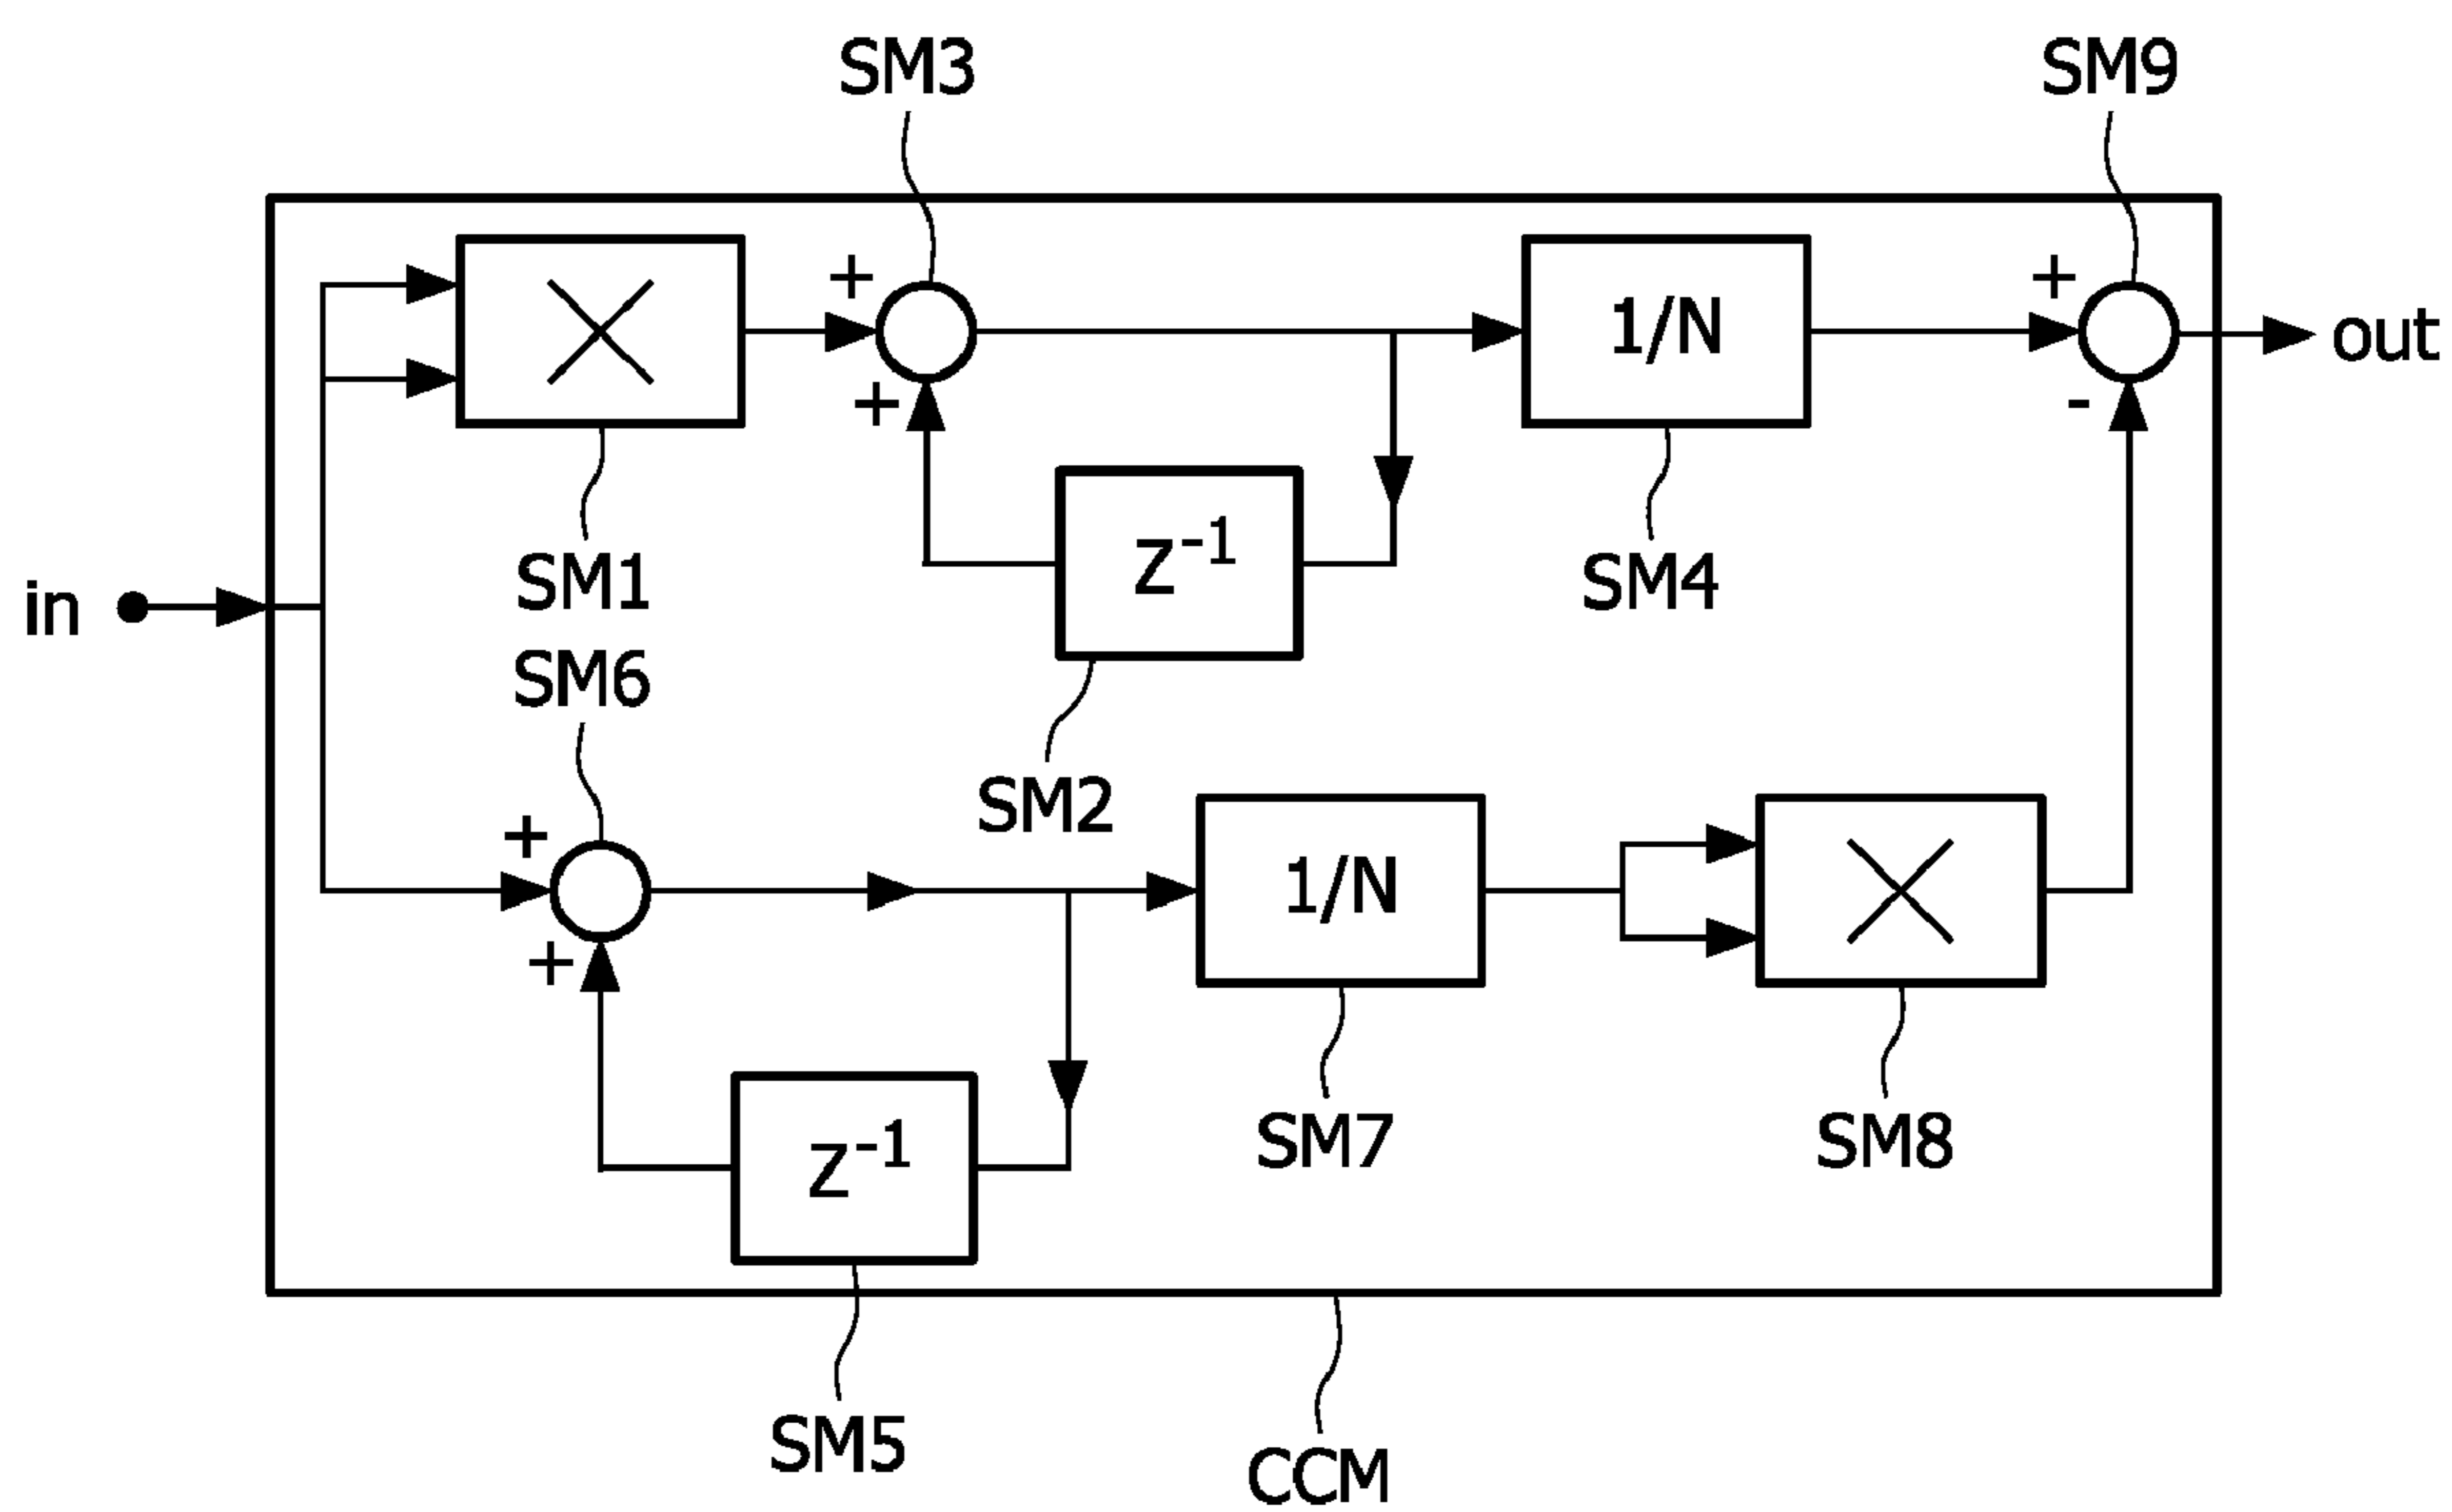 SM3
SM9
+
+
1/N
out
+
-
Z⁻¹
SM1
SM4
in
SM6
SM2
+
1/N
+
SM7
SM8
Z⁻¹
SM5
CCM